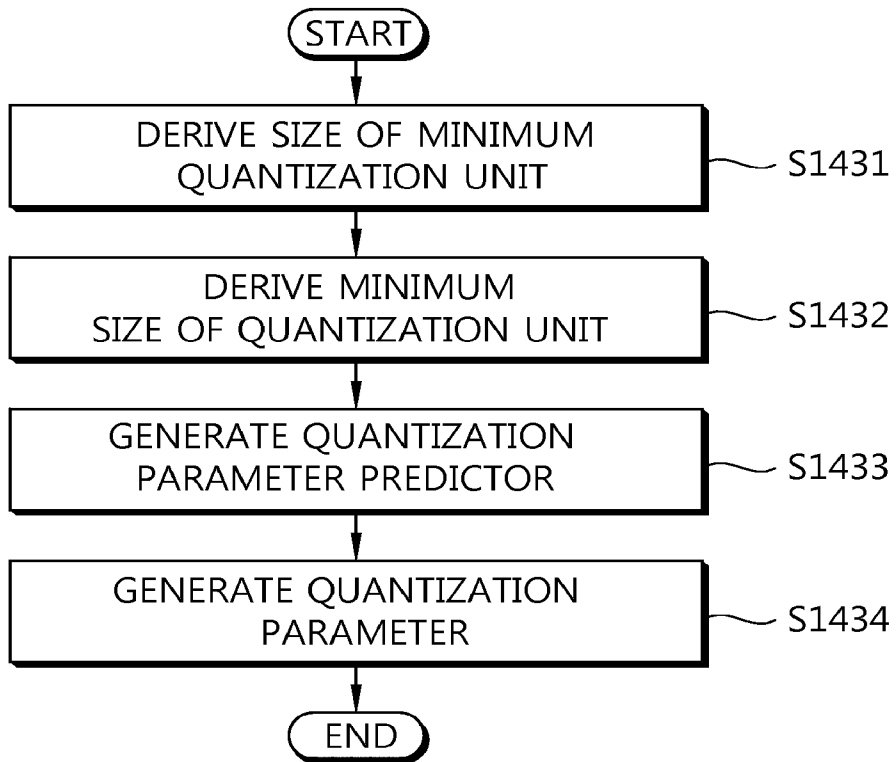 START
DERIVE SIZE OF MINIMUM
QUANTIZATION UNIT
S1431
DERIVE MINIMUM
SIZE OF QUANTIZATION UNIT
S1432
GENERATE QUANTIZATION
PARAMETER PREDICTOR
S1433
GENERATE QUANTIZATION
PARAMETER
S1434
END